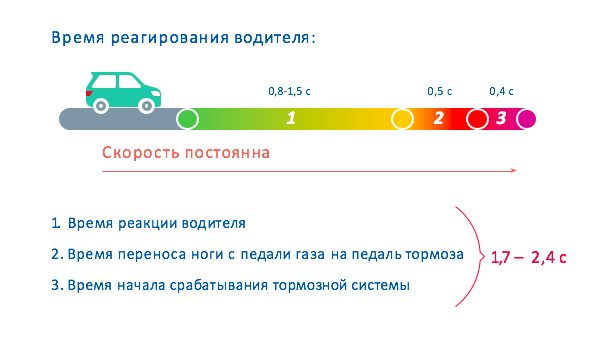 Время реагирования водителя:
0,8-1,5 с
0,5 с
0,4 с
1
2
3
Скорость постоянна
1. Время реакции водителя
2. Время переноса ноги с педали газа на педаль тормоза
3. Время начала срабатывания тормозной системы
1,7 – 2,4 с